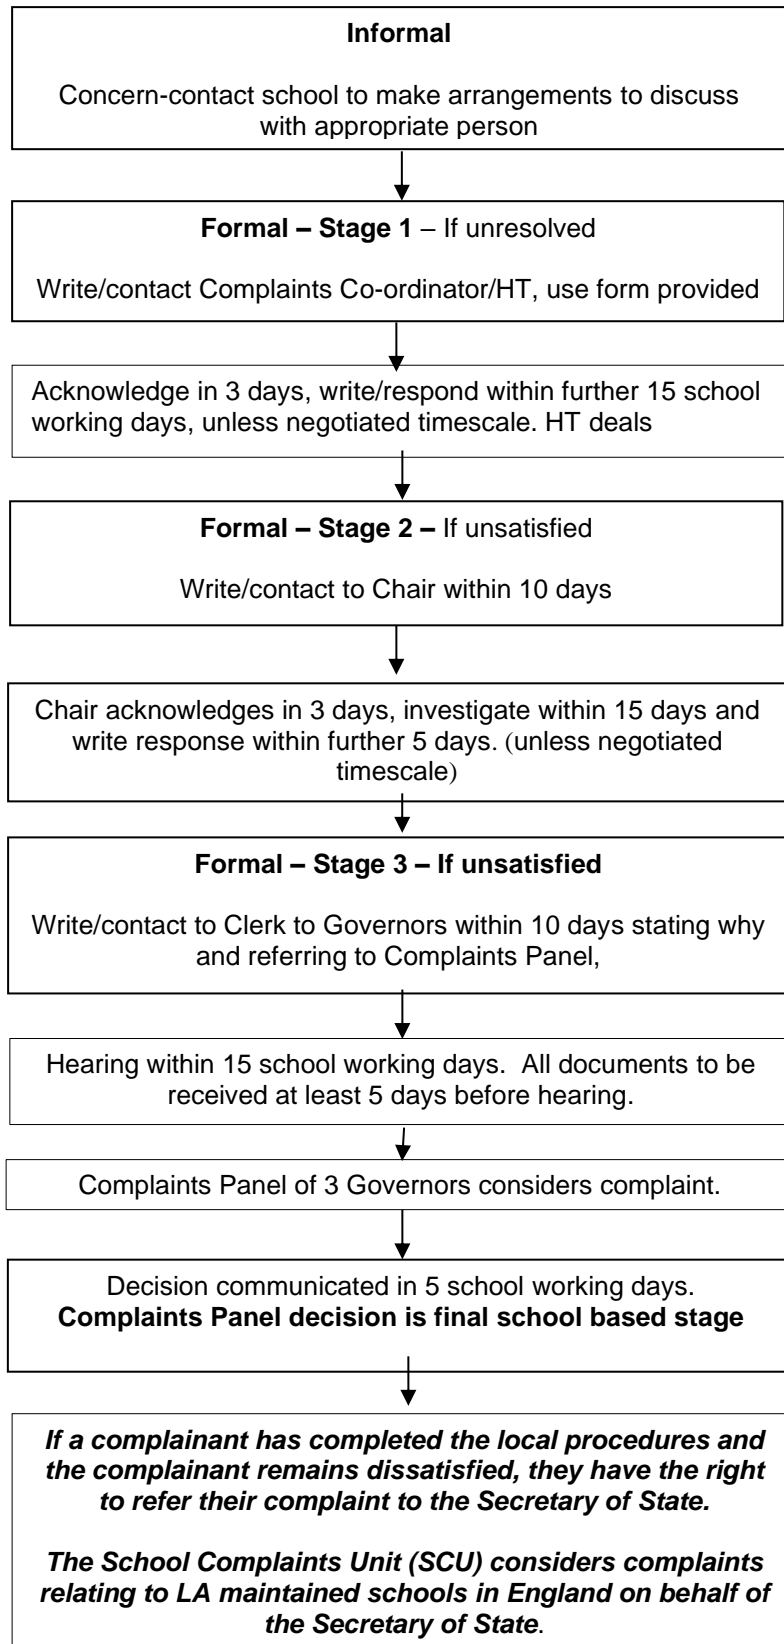 Informal
Concern-contact school to make arrangements to discuss
with appropriate person
Formal – Stage 1 – If unresolved
Write/contact Complaints Co-ordinator/HT, use form provided
Acknowledge in 3 days, write/respond within further 15 school
working days, unless negotiated timescale. HT deals
Formal – Stage 2 – If unsatisfied
Write/contact to Chair within 10 days
Chair acknowledges in 3 days, investigate within 15 days and
write response within further 5 days. (unless negotiated
timescale)
Formal – Stage 3 – If unsatisfied
Write/contact to Clerk to Governors within 10 days stating why
and referring to Complaints Panel,
Hearing within 15 school working days.  All documents to be
received at least 5 days before hearing.
Complaints Panel of 3 Governors considers complaint.
Decision communicated in 5 school working days.
Complaints Panel decision is final school based stage
If a complainant has completed the local procedures and
the complainant remains dissatisfied, they have the right
to refer their complaint to the Secretary of State.
The School Complaints Unit (SCU) considers complaints
relating to LA maintained schools in England on behalf of
the Secretary of State.